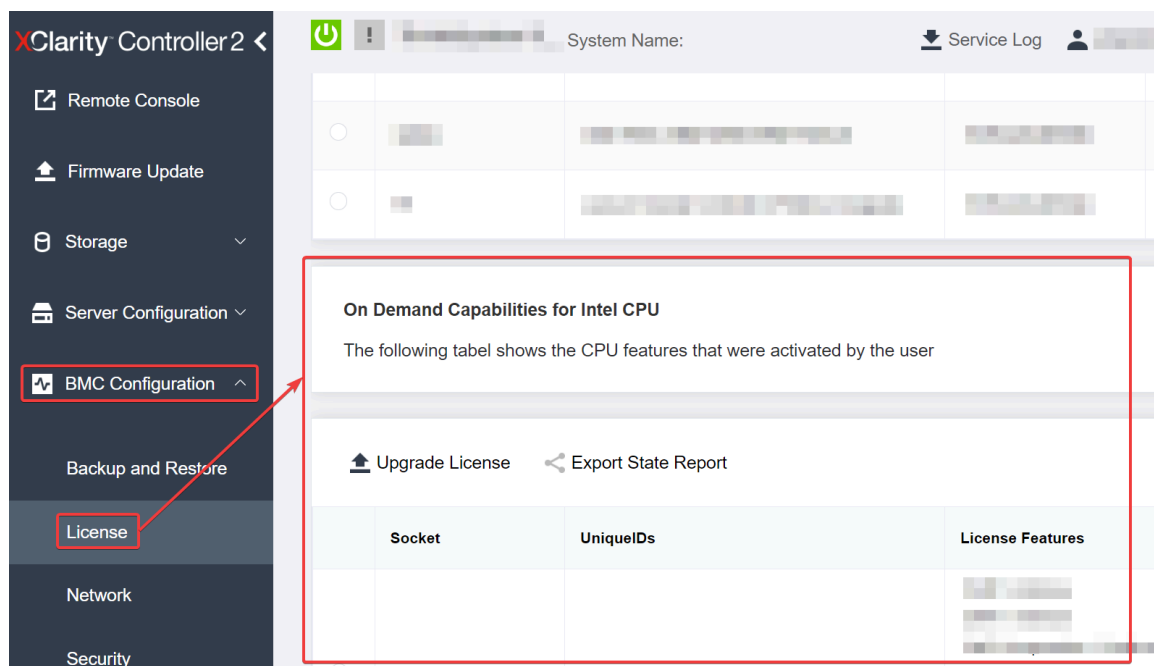 XClarity Controller 2
System Name:
Service Log
Remote Console
Firmware Update
Storage
Server Configuration
BMC Configuration
Backup and Restore
License
Network
Security
On Demand Capabilities for Intel CPU
The following tabel shows the CPU features that were activated by the user
Upgrade License
Export State Report
Socket
UniqueIDs
License Features